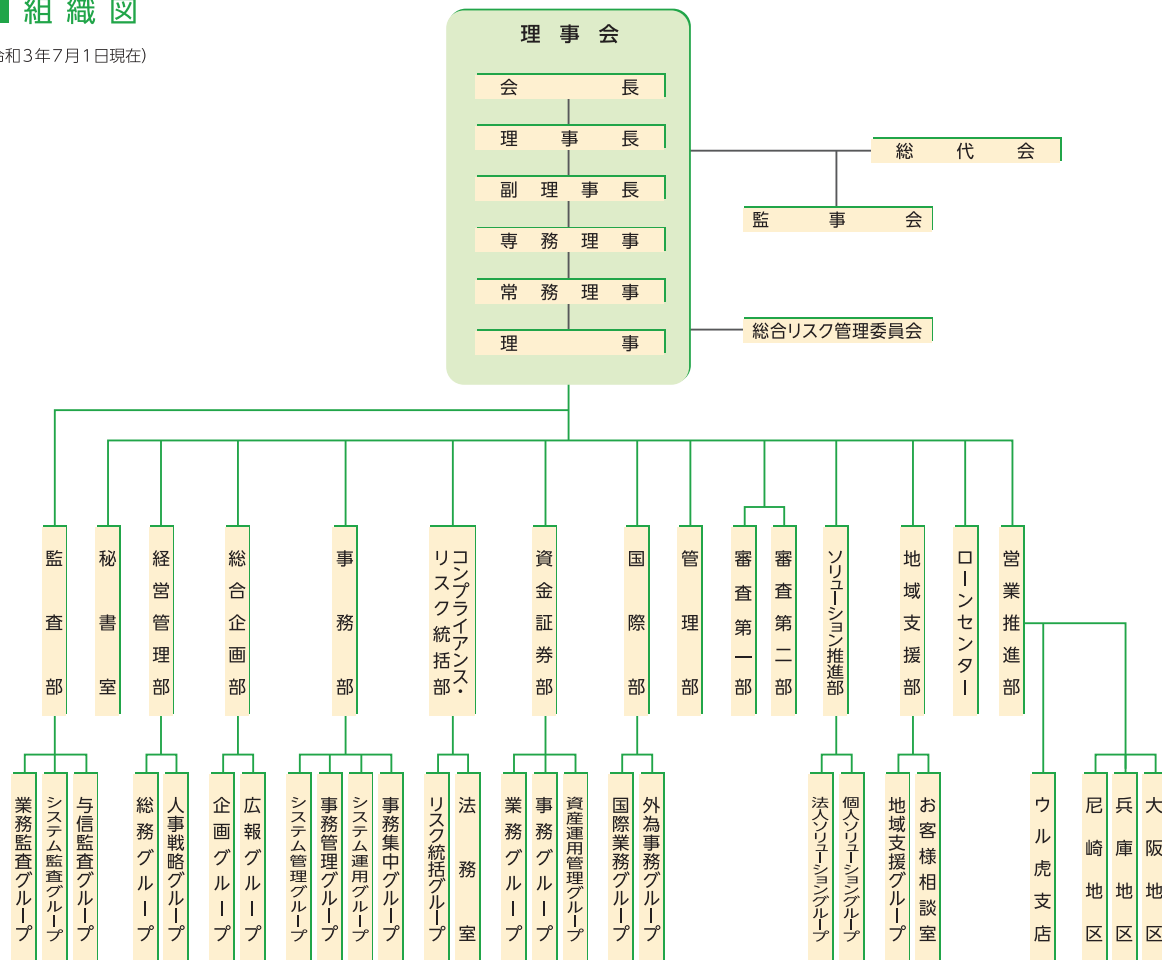 組織図
令和3年7月1日現在)
理事会
会長
理事長
副理事長
専務理事
常務理事
理事
総代会
監事会
総合リスク管理委員会
監査部
秘書室
経営管理部
総合企画部
事務部
コンプライアンス・
リスク統括部
資金証券部
国際部
管理部
審査第一部
審査第二部
ソリューション推進部
地域支援部
ローンセンター
営業推進部
業務監査グループ
システム監査グループ
与信監査グループ
総務グループ
人事戦略グループ
企画グループ
広報グループ
システム管理グループ
事務管理グループ
システム運用グループ
事務集中グループ
リスク統括グループ
法務室
業務グループ
事務グループ
資産運用管理グループ
国際業務グループ
外為事務グループ
法人ソリューショングループ
個人ソリューショングループ
地域支援グループ
お客様相談室
ウル虎支店
尼崎地区
兵庫地区
大阪地区